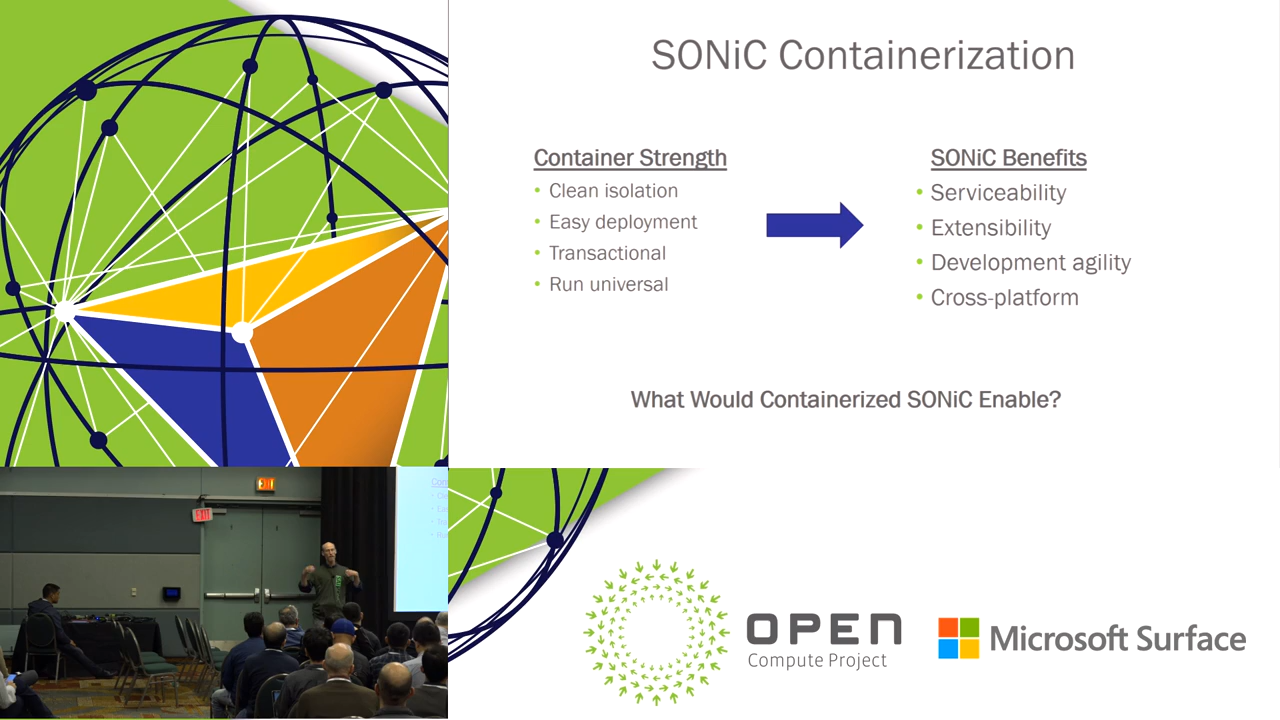 SONiC Containerization
Container Strength
• Clean isolation
• Easy deployment
• Transactional
• Run universal
SONiC Benefits
• Serviceability
• Extensibility
• Development agility
• Cross-platform
What Would Containerized SONiC Enable?
EXIT
OPEN
Compute Project
Microsoft Surface